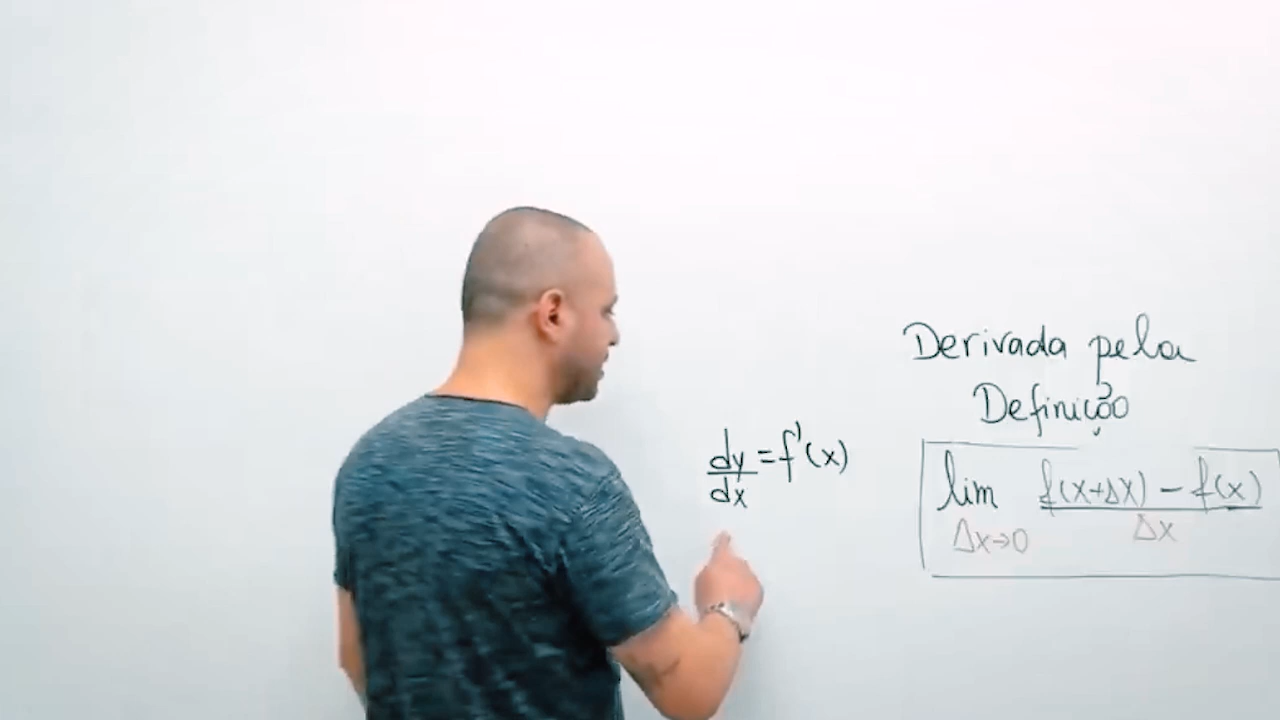 Derivada pela
Definição
dy/dx = f'(x)
lim Δx→0 f(x+Δx) - f(x) / Δx